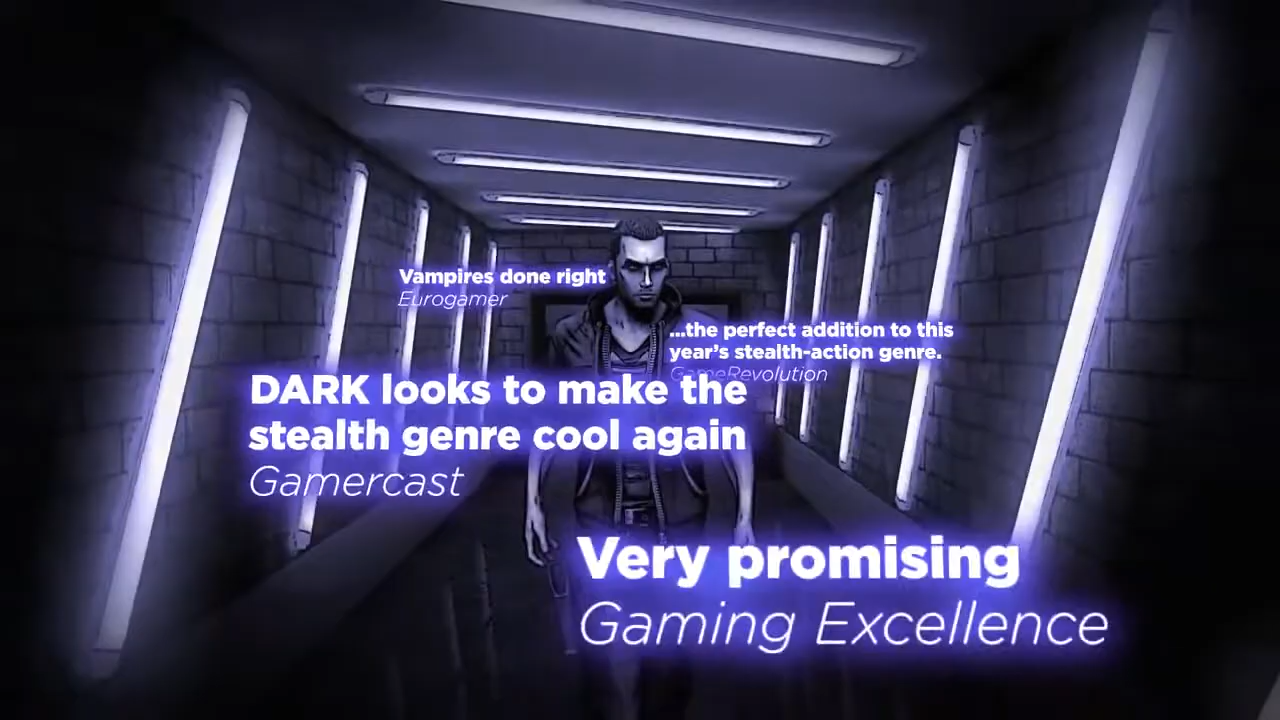 Vampires done right
Eurogamer
...the perfect addition to this
year's stealth-action genre.
GameRevolution
DARK looks to make the
stealth genre cool again
Gamercast
Very promising
Gaming Excellence